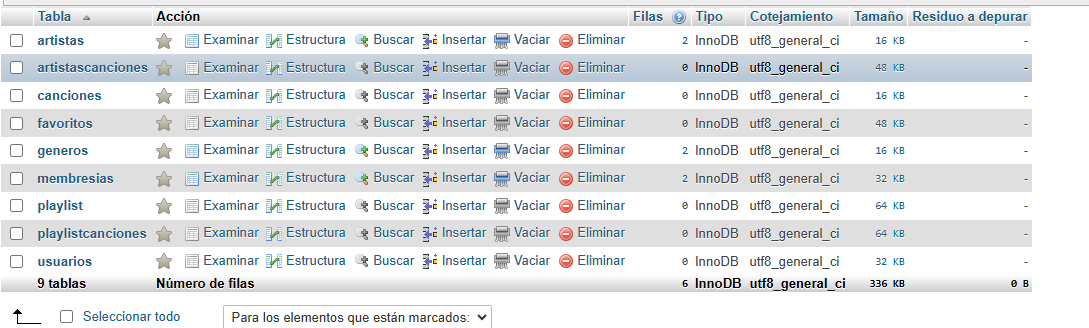 Tabla Acción Filas Tipo Cotejamiento Tamaño Residuo a depurar
artistas Examinar Estructura Buscar Insertar Vaciar Eliminar 2 InnoDB utf8_general_ci 16 KB -
artistascanciones Examinar Estructura Buscar Insertar Vaciar Eliminar 0 InnoDB utf8_general_ci 48 KB -
canciones Examinar Estructura Buscar Insertar Vaciar Eliminar 0 InnoDB utf8_general_ci 16 KB -
favoritos Examinar Estructura Buscar Insertar Vaciar Eliminar 0 InnoDB utf8_general_ci 48 KB -
generos Examinar Estructura Buscar Insertar Vaciar Eliminar 2 InnoDB utf8_general_ci 16 KB -
membresias Examinar Estructura Buscar Insertar Vaciar Eliminar 2 InnoDB utf8_general_ci 32 KB -
playlist Examinar Estructura Buscar Insertar Vaciar Eliminar 0 InnoDB utf8_general_ci 64 KB -
playlistcanciones Examinar Estructura Buscar Insertar Vaciar Eliminar 0 InnoDB utf8_general_ci 64 KB -
usuarios Examinar Estructura Buscar Insertar Vaciar Eliminar 0 InnoDB utf8_general_ci 32 KB -
9 tablas Número de filas 6 InnoDB utf8_general_ci 336 KB 0 B
Seleccionar todo Para los elementos que están marcados: